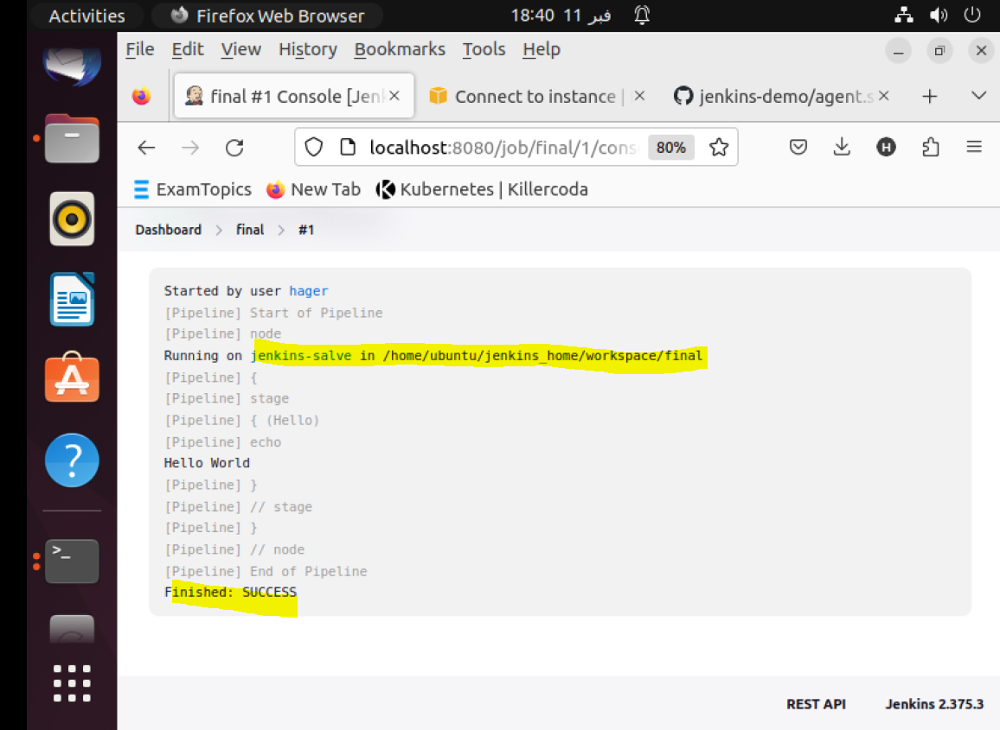 Activities
Firefox Web Browser
18:40 11 فبر
File Edit View History Bookmarks Tools Help
final #1 Console [Jen
Connect to instance |
jenkins-demo/agent.s
localhost:8080/job/final/1/cons
80%
H
ExamTopics
New Tab
Kubernetes | Killercoda
Dashboard
final
#1
Started by user hager
[Pipeline] Start of Pipeline
[Pipeline] node
Running on jenkins-salve in /home/ubuntu/jenkins_home/workspace/final
[Pipeline] {
[Pipeline] stage
[Pipeline] { (Hello)
[Pipeline] echo
Hello World
[Pipeline] }
[Pipeline] // stage
[Pipeline] }
[Pipeline] // node
[Pipeline] End of Pipeline
Finished: SUCCESS
REST API
Jenkins 2.375.3